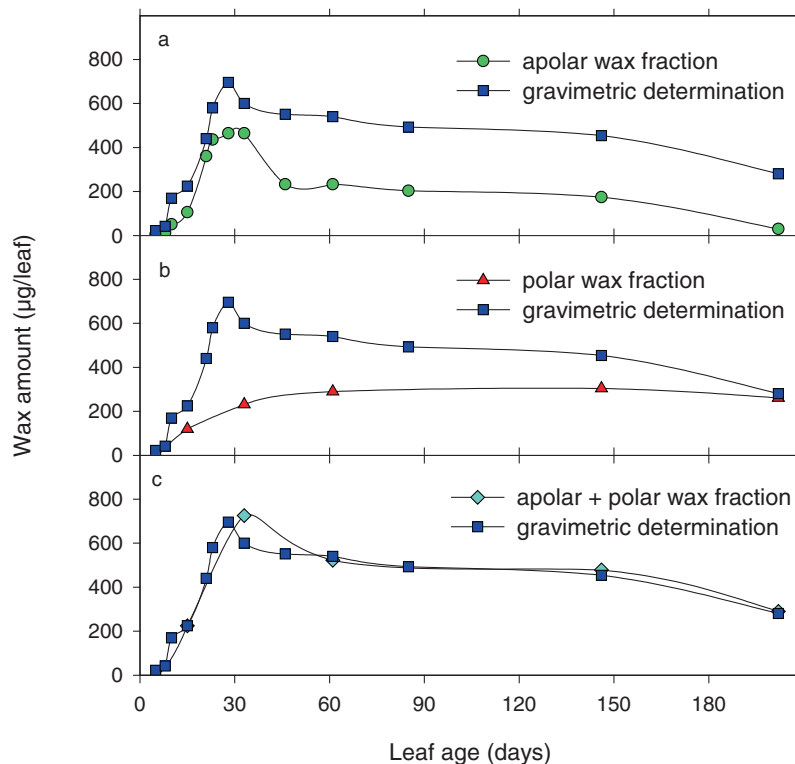 a
apolar wax fraction
gravimetric determination
800
600
400
200
0
b
polar wax fraction
gravimetric determination
800
600
400
200
0
c
apolar + polar wax fraction
gravimetric determination
800
600
400
200
0
Wax amount (µg/leaf)
0 30 60 90 120 150 180
Leaf age (days)